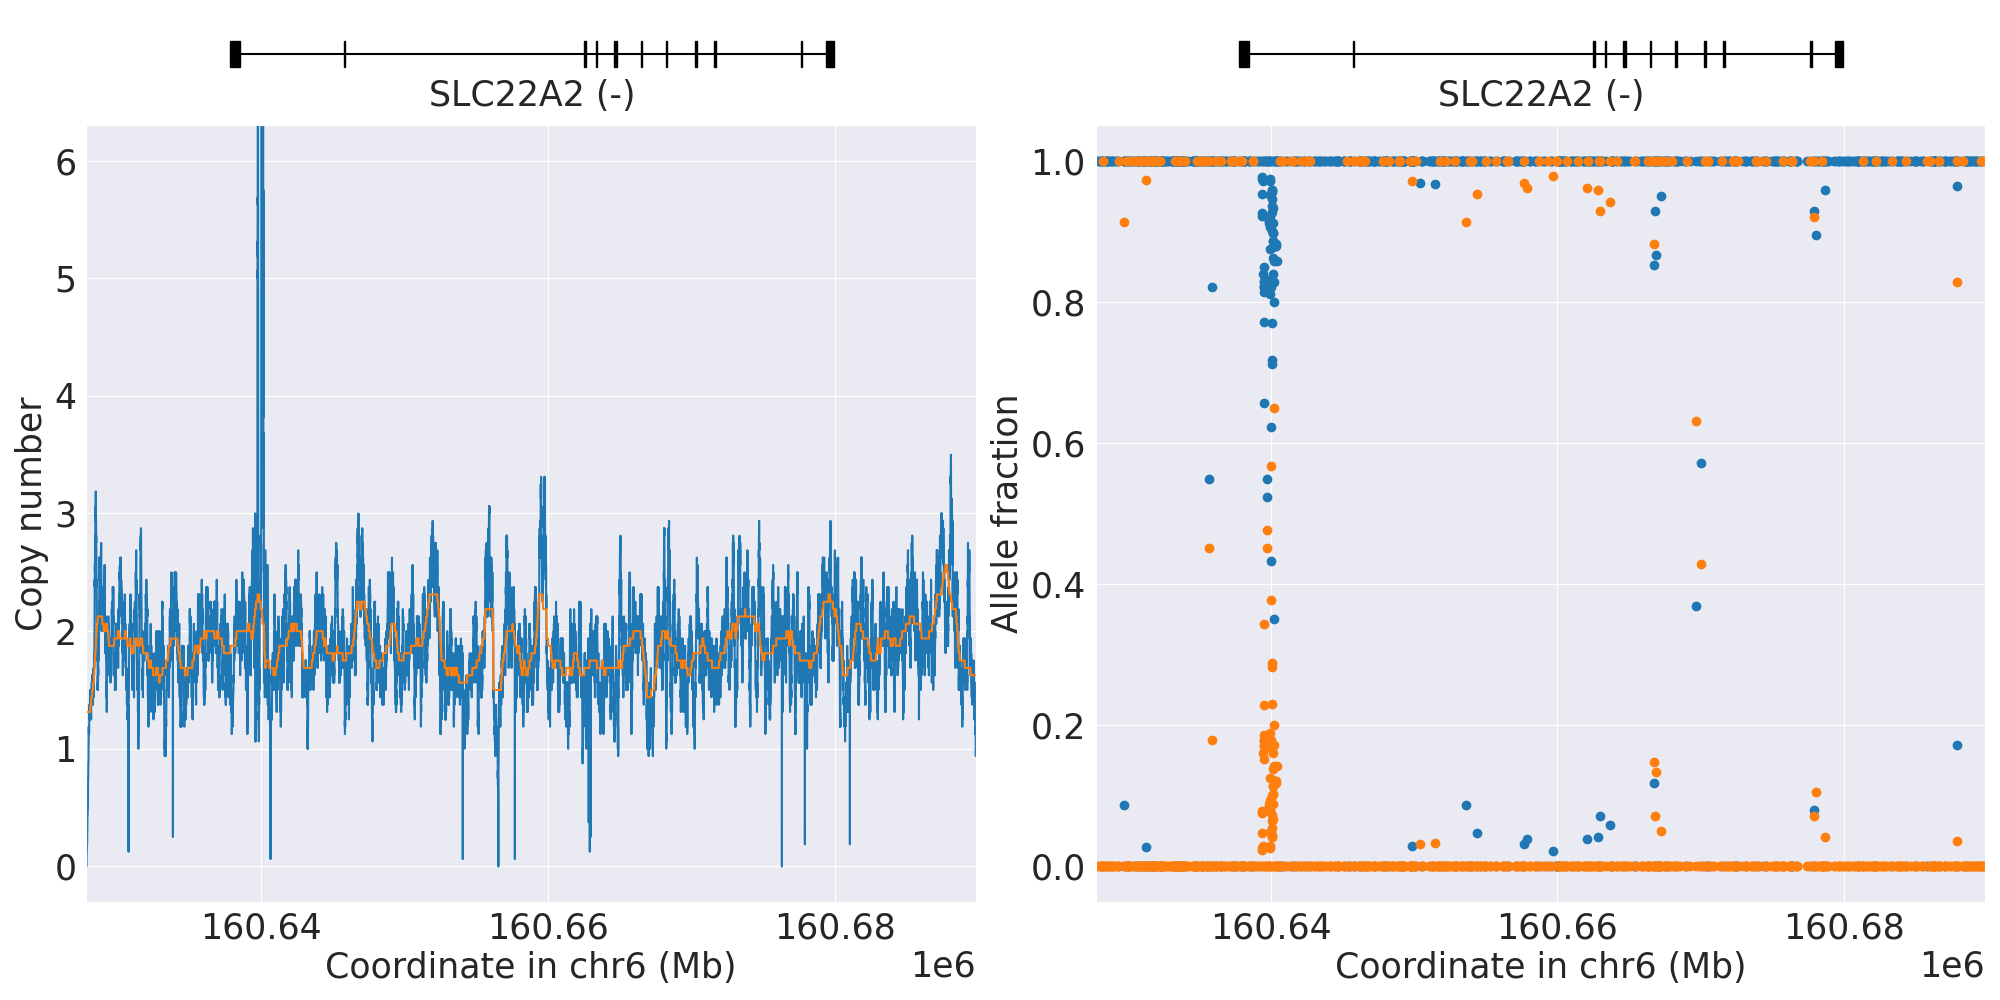 SLC22A2 (-)
6
5
4
3
2
1
0
Copy number
160.64 160.66 160.68
Coordinate in chr6 (Mb) 1e6
SLC22A2 (-)
1.0
0.8
0.6
0.4
0.2
0.0
Allele fraction
160.64 160.66 160.68
Coordinate in chr6 (Mb) 1e6